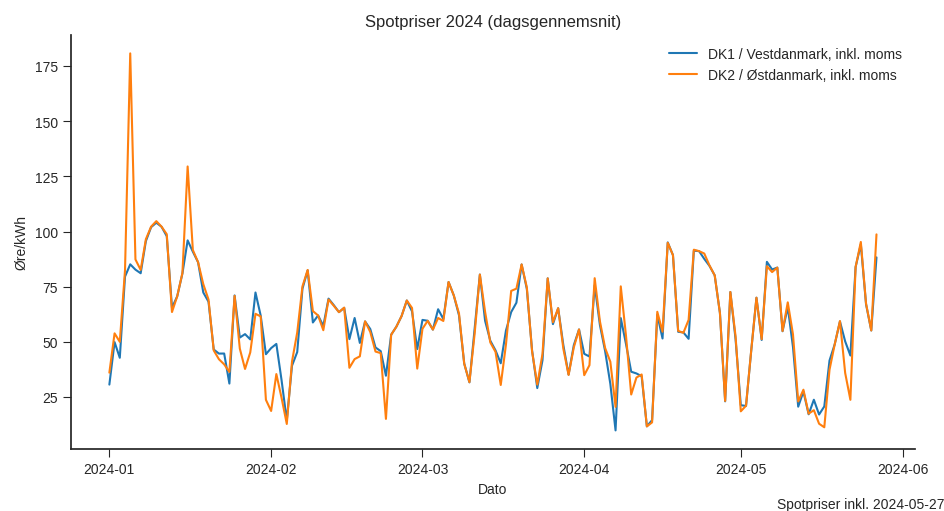 Spotpriser 2024 (dagsgennemsnit)
DK1 / Vestdanmark, inkl. moms
DK2 / Østdanmark, inkl. moms
Øre/kWh
175
150
125
100
75
50
25
2024-01
2024-02
2024-03
2024-04
2024-05
2024-06
Dato
Spotpriser inkl. 2024-05-27